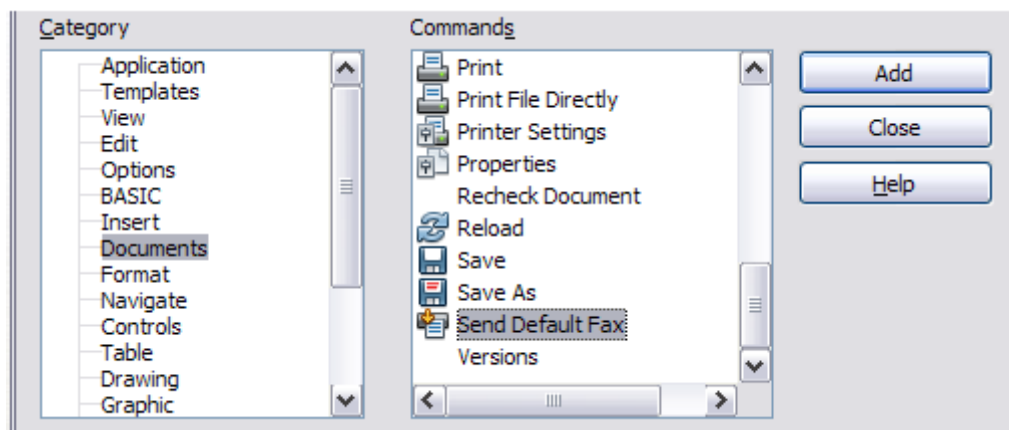 Category
Application
Templates
View
Edit
Options
BASIC
Insert
Documents
Format
Navigate
Controls
Table
Drawing
Graphic
Commands
Print
Print File Directly
Printer Settings
Properties
Recheck Document
Reload
Save
Save As
Send Default Fax
Versions
Add
Close
Help